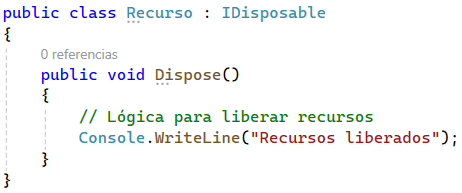 public class Recurso : IDisposable
{
0 referencias
public void Dispose()
{
// Lógica para liberar recursos
Console.WriteLine("Recursos liberados");
}
}